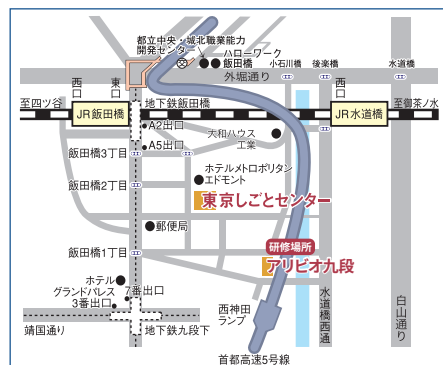 都立中央・城北職業能力
開発センター
ハローワーク
飯田橋
小石川橋
後楽橋
水道橋
外堀通り
西口
東口
西口
至四ツ谷
JR飯田橋
地下鉄飯田橋
JR水道橋
至御茶ノ水
A2出口
大和ハウス
工業
A5出口
飯田橋3丁目
ホテルメトロポリタン
エドモント
飯田橋2丁目
東京しごとセンター
郵便局
研修場所
飯田橋1丁目
アリビオ九段
ホテル
グランドパレス
7番出口
3番出口
西神田
ランプ
水道橋西通
白山通り
靖国通り
地下鉄九段下
首都高速5号線